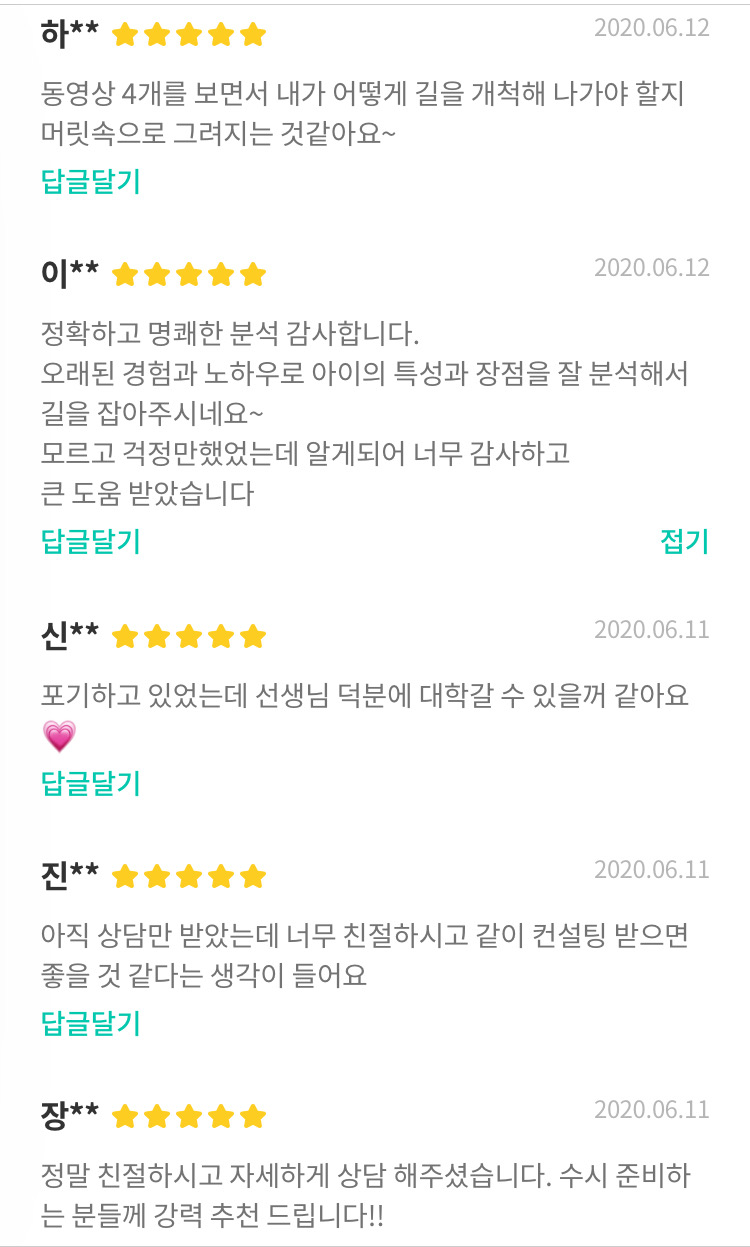 하** 2020.06.12
동영상 4개를 보면서 내가 어떻게 길을 개척해 나가야 할지
머릿속으로 그려지는 것같아요~
답글달기
이** 2020.06.12
정확하고 명쾌한 분석 감사합니다.
오래된 경험과 노하우로 아이의 특성과 장점을 잘 분석해서
길을 잡아주시네요~
모르고 걱정만했었는데 알게되어 너무 감사하고
큰 도움 받았습니다
답글달기 접기
신** 2020.06.11
포기하고 있었는데 선생님 덕분에 대학갈 수 있을꺼 같아요
답글달기
진** 2020.06.11
아직 상담만 받았는데 너무 친절하시고 같이 컨설팅 받으면
좋을 것 같다는 생각이 들어요
답글달기
장** 2020.06.11
정말 친절하시고 자세하게 상담 해주셨습니다. 수시 준비하
는 분들께 강력 추천 드립니다!!